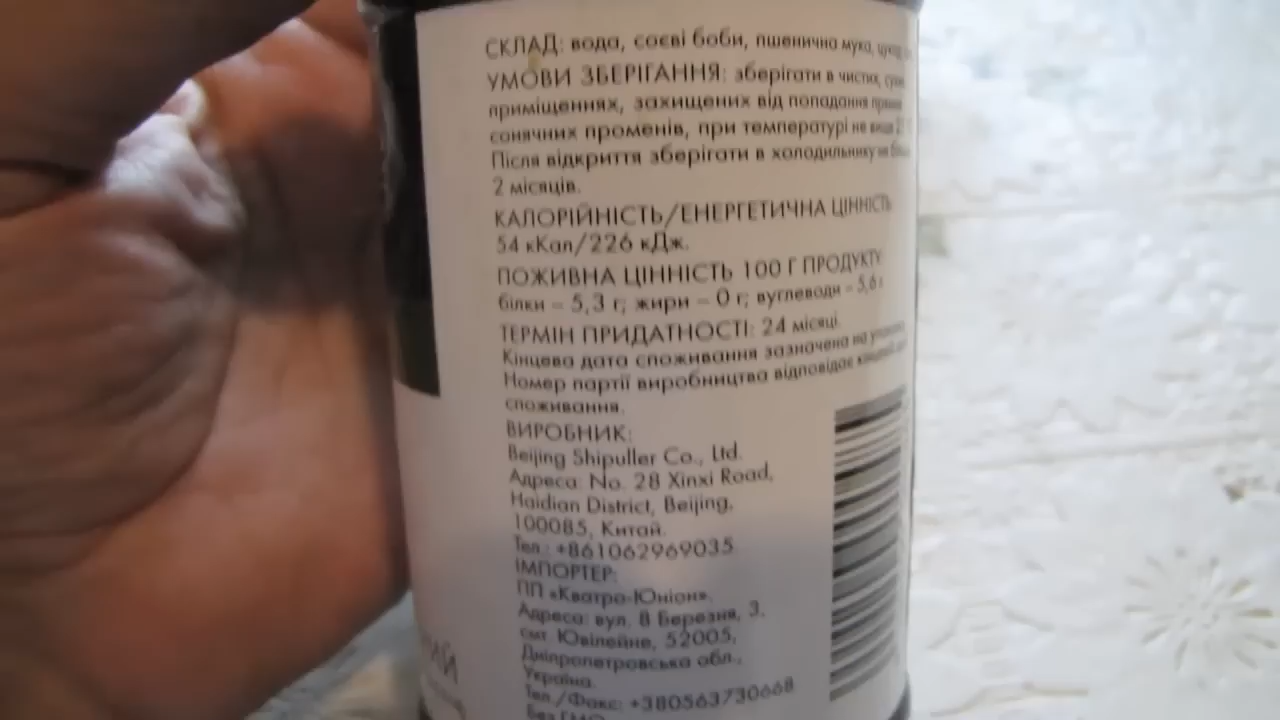 СКЛАД: вода, соєві боби, пшенична мука,
УМОВИ ЗБЕРІГАННЯ: зберігати в чистих,
приміщеннях, захищених від попадання
сонячних променів, при температурі не вище
Після відкриття зберігати в холодильнику не
2 місяців.
КАЛОРІЙНІСТЬ/ЕНЕРГЕТИЧНА ЦІННІСТЬ
54 кКал/226 кДж.
ПОЖИВНА ЦІННІСТЬ 100 Г ПРОДУКТУ
білки – 5,3 г; жири – 0 г; вуглеводи – 5,6 г
ТЕРМІН ПРИДАТНОСТІ: 24 місяці.
Кінцева дата споживання зазначена на
Номер партії виробництва відповідає
споживання.
ВИРОБНИК:
Beijing Shipuller Co., Ltd.
Адреса: No. 28 Xinxi Road,
Haidian District, Beijing,
100085, Китай.
Тел.: +861062969035
ІМПОРТЕР:
ПП «Кватро-Юніон».
Адреса: вул. 8 Березня, 3,
смт. Ювілейне, 52005,
Дніпропетровська обл.,
Україна.
Тел./Факс: +380563730668
Без ГМО